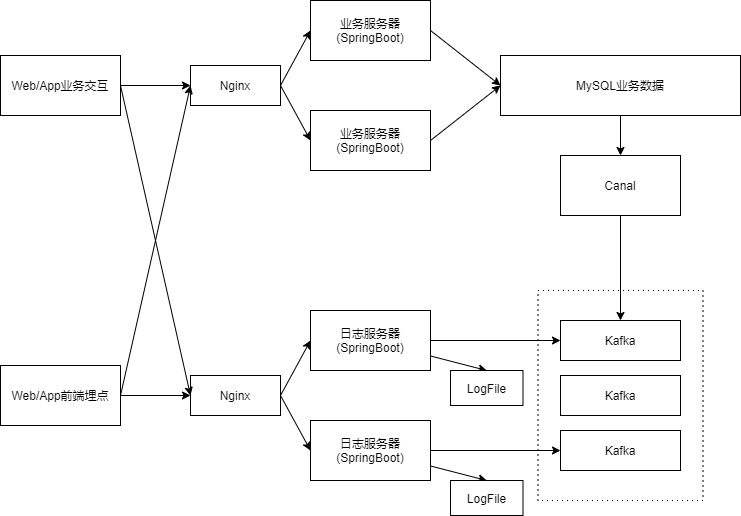 业务服务器
(SpringBoot)
Web/App业务交互
Nginx
MySQL业务数据
业务服务器
(SpringBoot)
Canal
日志服务器
(SpringBoot)
Kafka
LogFile
Web/App前端埋点
Nginx
Kafka
日志服务器
(SpringBoot)
Kafka
LogFile